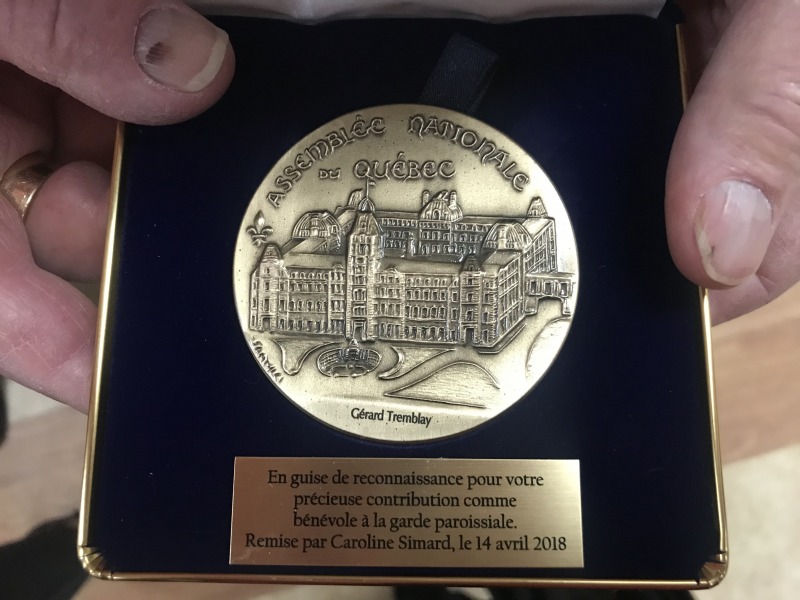 ASSEMBLÉE NATIONALE
DU QUÉBEC
Gérard Tremblay
En guise de reconnaissance pour votre
précieuse contribution comme
bénévole à la garde paroissiale.
Remise par Caroline Simard, le 14 avril 2018